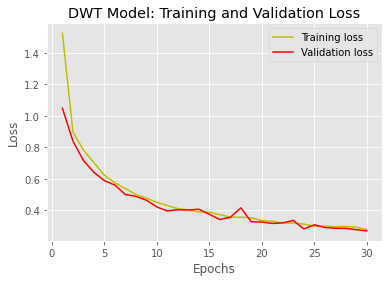 DWT Model: Training and Validation Loss
Training loss
Validation loss
1.4
1.2
1.0
0.8
0.6
0.4
Loss
0 5 10 15 20 25 30
Epochs